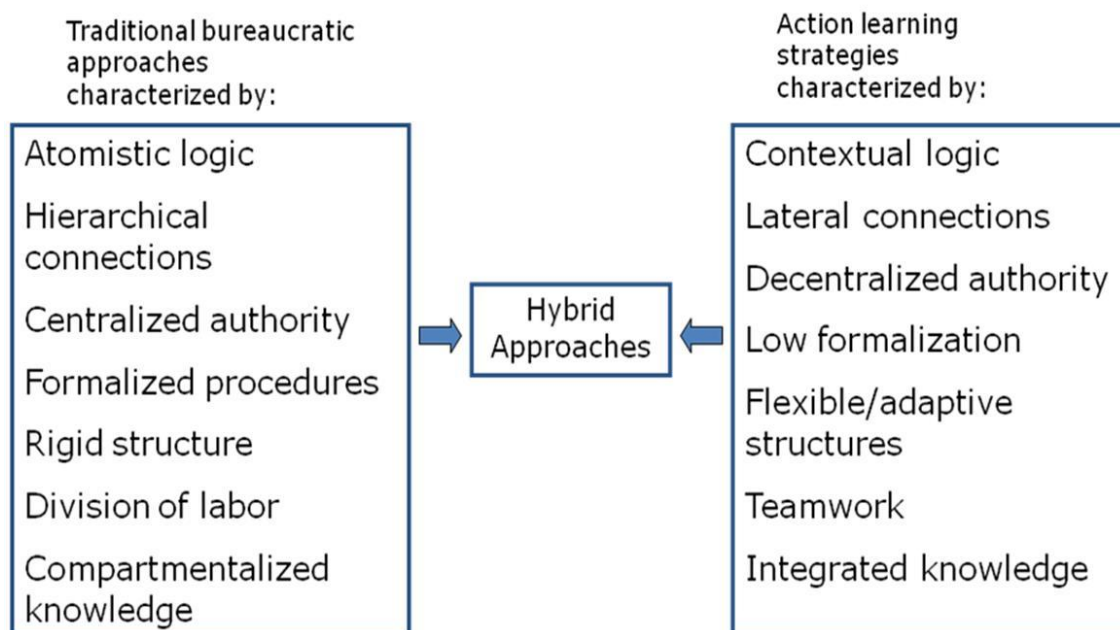 Traditional bureaucratic
approaches
characterized by:
Atomistic logic
Hierarchical
connections
Centralized authority
Formalized procedures
Rigid structure
Division of labor
Compartmentalized
knowledge
Hybrid
Approaches
Action learning
strategies
characterized by:
Contextual logic
Lateral connections
Decentralized authority
Low formalization
Flexible/adaptive
structures
Teamwork
Integrated knowledge